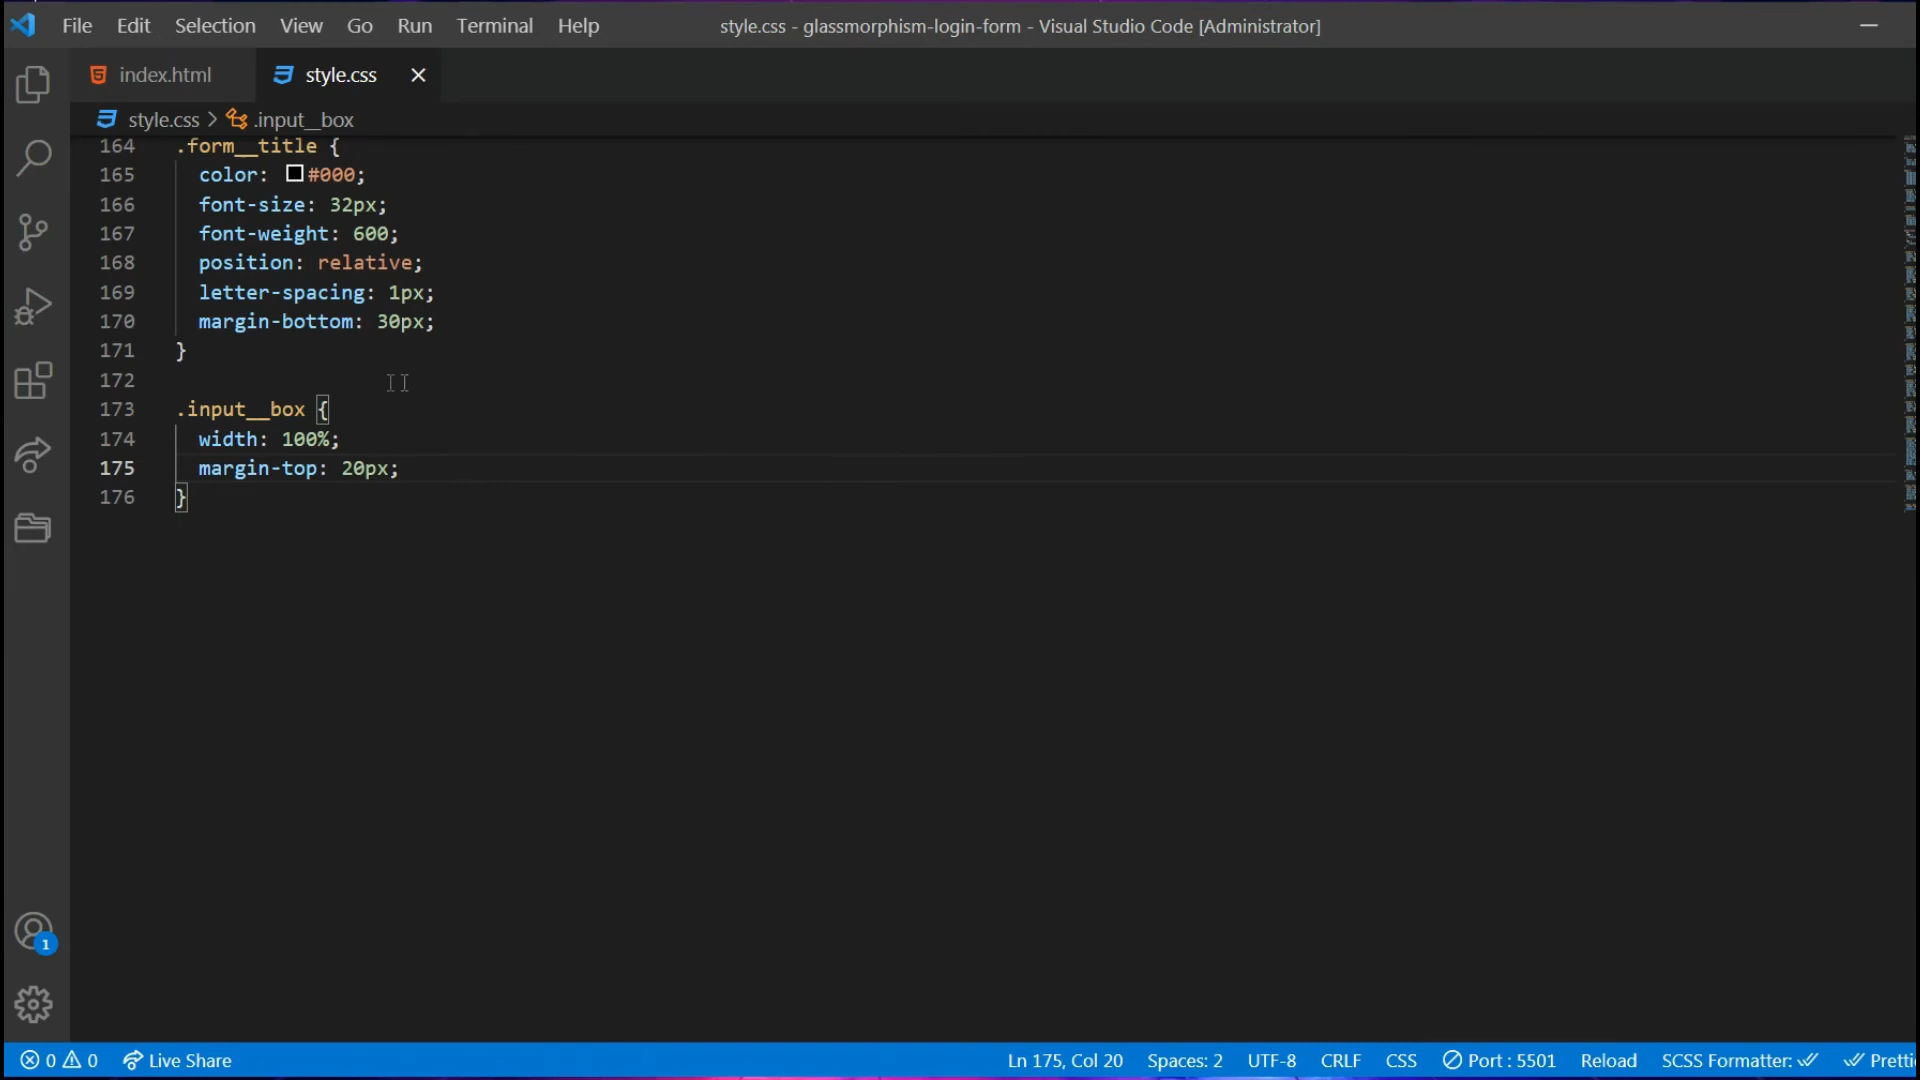 File Edit Selection View Go Run Terminal Help style.css - glassmorphism-login-form - Visual Studio Code [Administrator]
index.html style.css
style.css > .input__box
164 .form__title {
165 color: #000;
166 font-size: 32px;
167 font-weight: 600;
168 position: relative;
169 letter-spacing: 1px;
170 margin-bottom: 30px;
171 }
172
173 .input__box {
174 width: 100%;
175 margin-top: 20px;
176 }
1
0 0 Live Share Ln 175, Col 20 Spaces: 2 UTF-8 CRLF CSS Port : 5501 Reload SCSS Formatter: Pretti